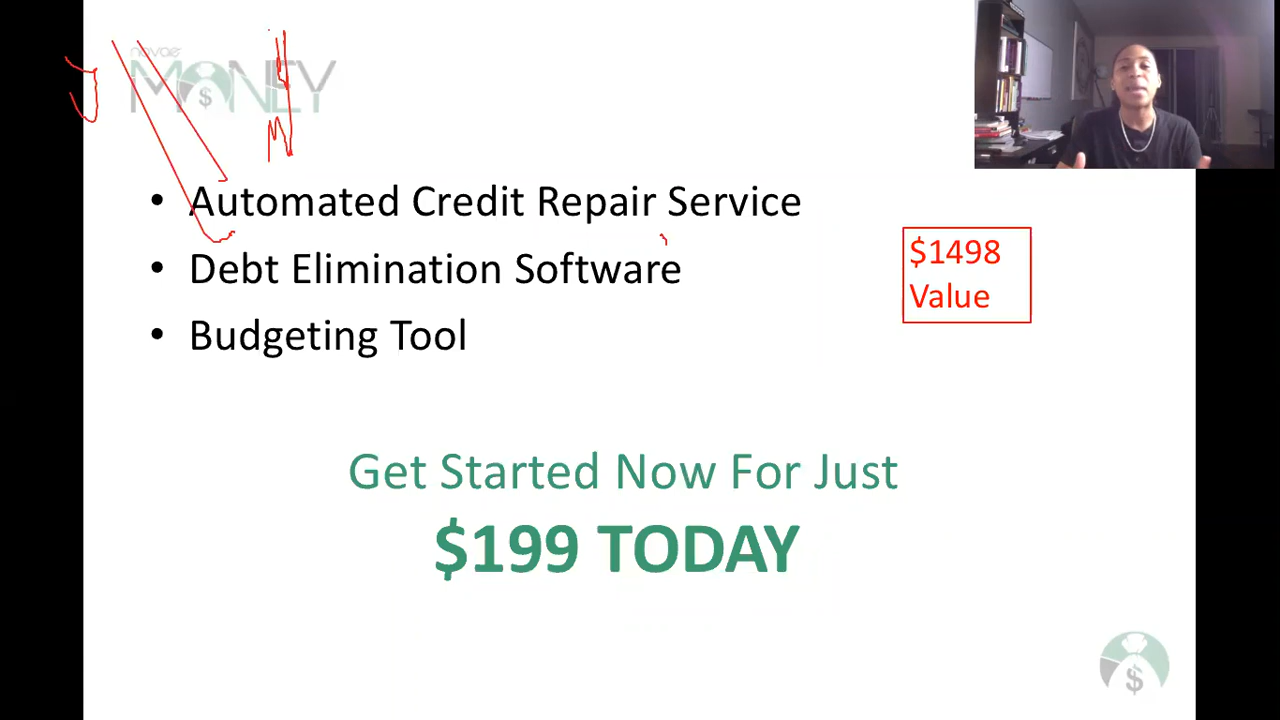 novae
MONEY
• Automated Credit Repair Service
• Debt Elimination Software
• Budgeting Tool
$1498
Value
Get Started Now For Just
$199 TODAY
$